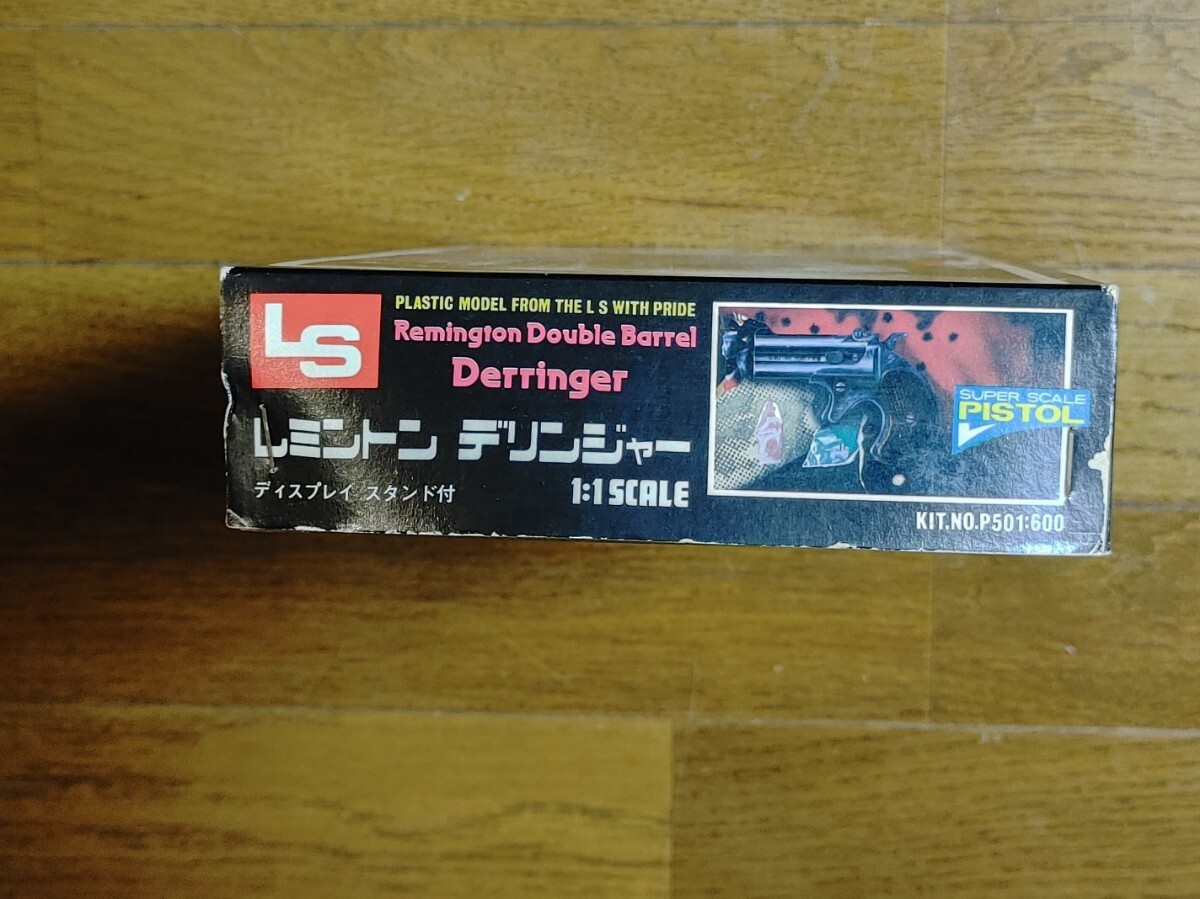 LS
PLASTIC MODEL FROM THE L S WITH PRIDE
Remington Double Barrel
Derringer
レミントン デリンジャー
ディスプレイ スタンド付
1:1 SCALE
SUPER SCALE
PISTOL
KIT.NO.P501:600